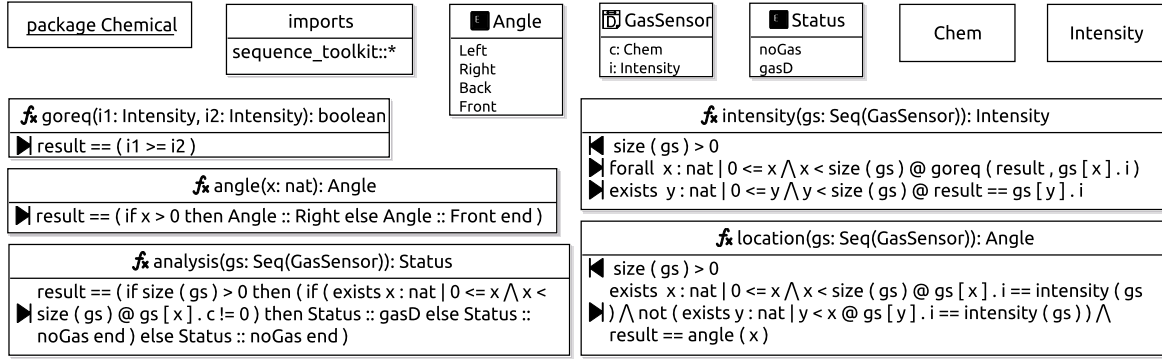 package Chemical
imports
sequence_toolkit::*
E Angle
Left
Right
Back
Front
D GasSensor
c: Chem
i: Intensity
E Status
noGas
gasD
Chem
Intensity
fx goreq(i1: Intensity, i2: Intensity): boolean
result == ( i1 >= i2 )
fx angle(x: nat): Angle
result == ( if x > 0 then Angle :: Right else Angle :: Front end )
fx analysis(gs: Seq(GasSensor)): Status
result == ( if size ( gs ) > 0 then ( if ( exists x : nat | 0 <= x /\ x <
size ( gs ) @ gs [ x ] . c != 0 ) then Status :: gasD else Status ::
noGas end ) else Status :: noGas end )
fx intensity(gs: Seq(GasSensor)): Intensity
size ( gs ) > 0
forall x : nat | 0 <= x /\ x < size ( gs ) @ goreq ( result , gs [ x ] . i )
exists y : nat | 0 <= y /\ y < size ( gs ) @ result == gs [ y ] . i
fx location(gs: Seq(GasSensor)): Angle
size ( gs ) > 0
exists x : nat | 0 <= x /\ x < size ( gs ) @ gs [ x ] . i == intensity ( gs
) /\ not ( exists y : nat | y < x @ gs [ y ] . i == intensity ( gs ) ) /\
result == angle ( x )